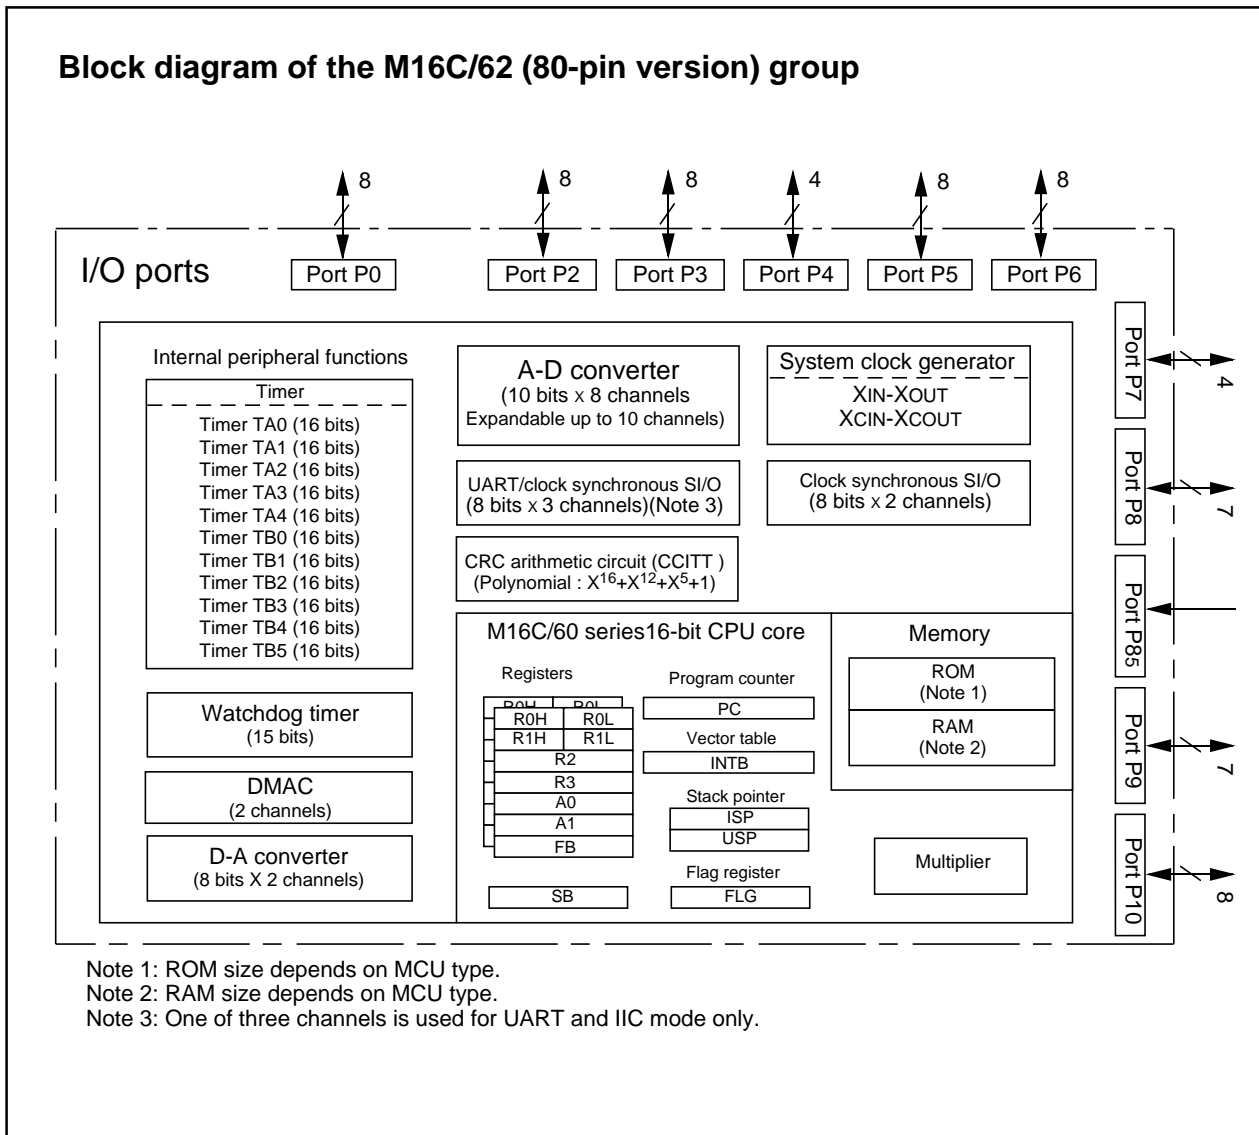 Block diagram of the M16C/62 (80-pin version) group
8
8
8
4
8
8
I/O ports
Port P0
Port P2
Port P3
Port P4
Port P5
Port P6
Port P7
4
Port P8
7
Port P85
Port P9
7
Port P10
8
Internal peripheral functions
Timer
Timer TA0 (16 bits)
Timer TA1 (16 bits)
Timer TA2 (16 bits)
Timer TA3 (16 bits)
Timer TA4 (16 bits)
Timer TB0 (16 bits)
Timer TB1 (16 bits)
Timer TB2 (16 bits)
Timer TB3 (16 bits)
Timer TB4 (16 bits)
Timer TB5 (16 bits)
Watchdog timer
(15 bits)
DMAC
(2 channels)
D-A converter
(8 bits X 2 channels)
A-D converter
(10 bits x 8 channels
Expandable up to 10 channels)
System clock generator
XIN-XOUT
XCIN-XCOUT
UART/clock synchronous SI/O
(8 bits x 3 channels)(Note 3)
Clock synchronous SI/O
(8 bits x 2 channels)
CRC arithmetic circuit (CCITT )
(Polynomial : X16+X12+X5+1)
M16C/60 series16-bit CPU core
Registers
R0H R0L
R0H R0L
R1H R1L
R2
R3
A0
A1
FB
SB
Program counter
PC
Vector table
INTB
Stack pointer
ISP
USP
Flag register
FLG
Memory
ROM
(Note 1)
RAM
(Note 2)
Multiplier
Note 1: ROM size depends on MCU type.
Note 2: RAM size depends on MCU type.
Note 3: One of three channels is used for UART and IIC mode only.